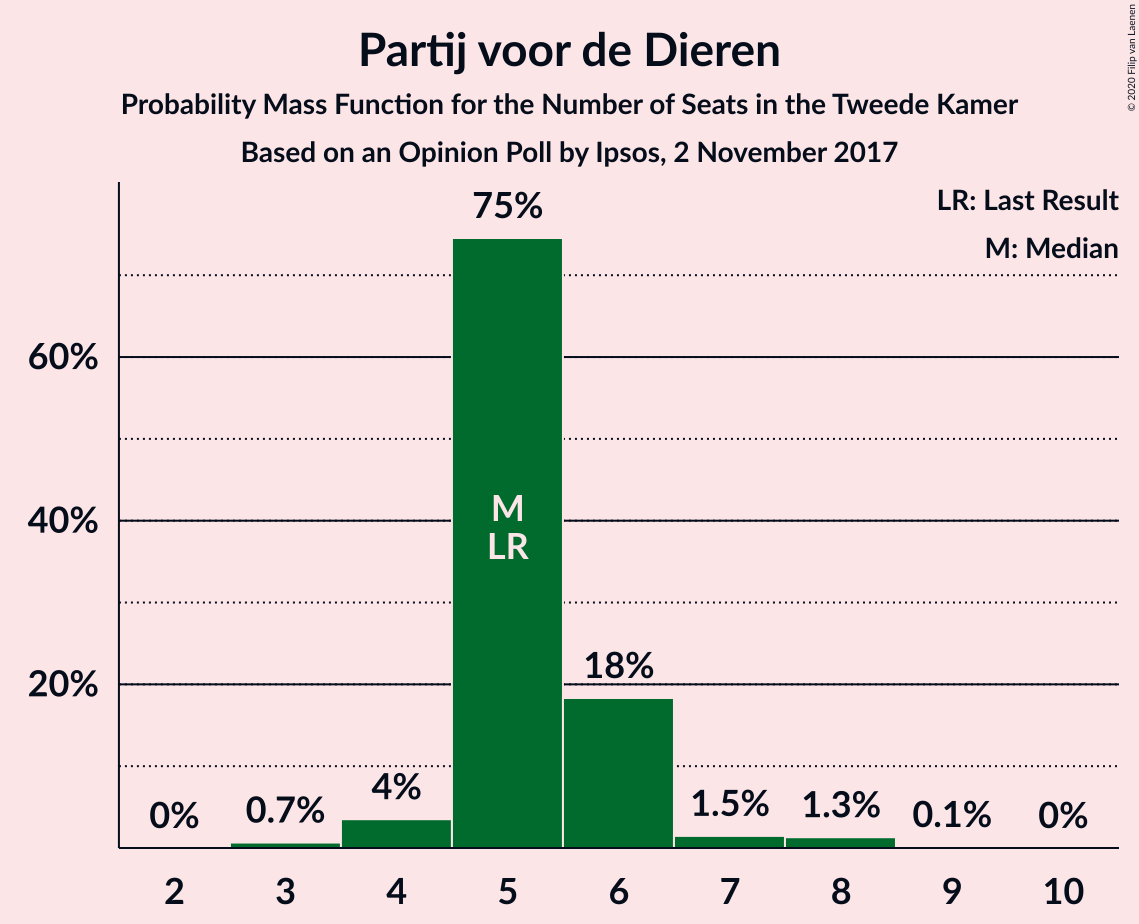 Partij voor de Dieren
Probability Mass Function for the Number of Seats in the Tweede Kamer
Based on an Opinion Poll by Ipsos, 2 November 2017
© 2020 Filip van Laenen
LR: Last Result
M: Median
75%
60%
40%
20%
M
LR
18%
0%
0.7%
4%
1.5%
1.3%
0.1%
0%
2 3 4 5 6 7 8 9 10